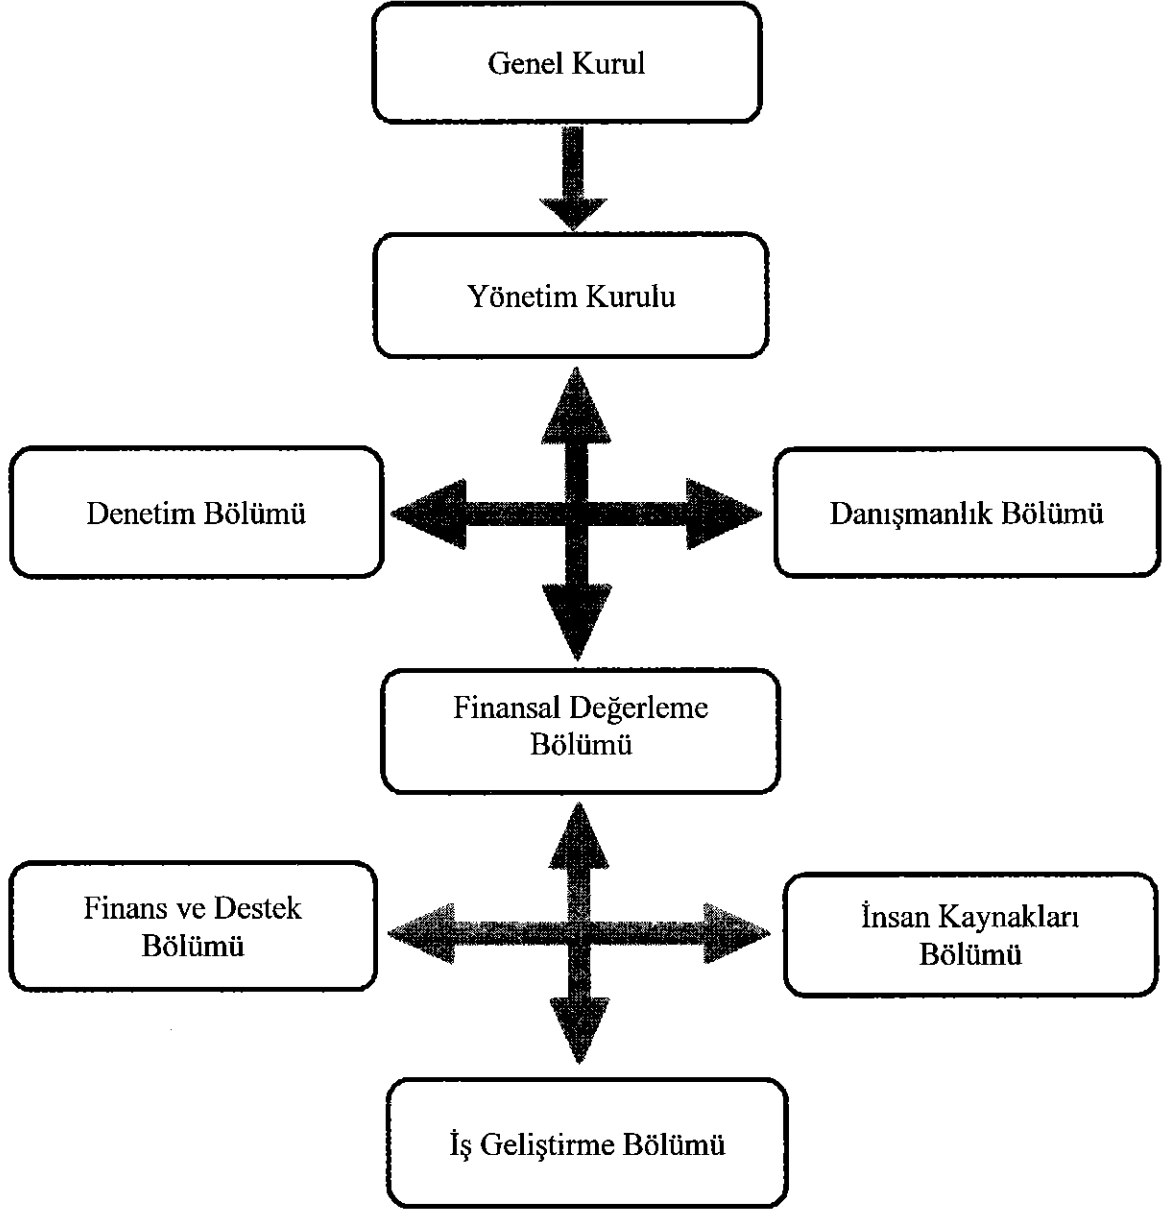 Genel Kurul
Yönetim Kurulu
Denetim Bölümü
Danışmanlık Bölümü
Finansal Değerleme
Bölümü
Finans ve Destek
Bölümü
İnsan Kaynakları
Bölümü
İş Geliştirme Bölümü